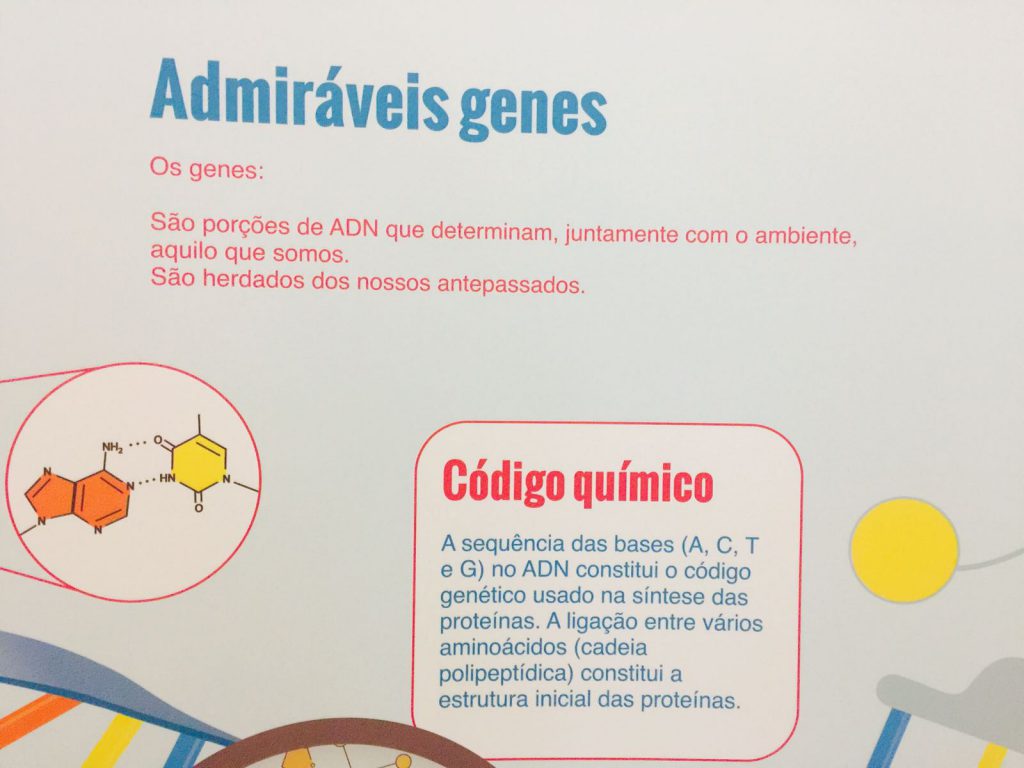 Admiráveis genes
Os genes:
São porções de ADN que determinam, juntamente com o ambiente,
aquilo que somos.
São herdados dos nossos antepassados.
NH2
O
N
N
HN
N
O
N
N
Código químico
A sequência das bases (A, C, T
e G) no ADN constitui o código
genético usado na síntese das
proteínas. A ligação entre vários
aminoácidos (cadeia
polipeptídica) constitui a
estrutura inicial das proteínas.